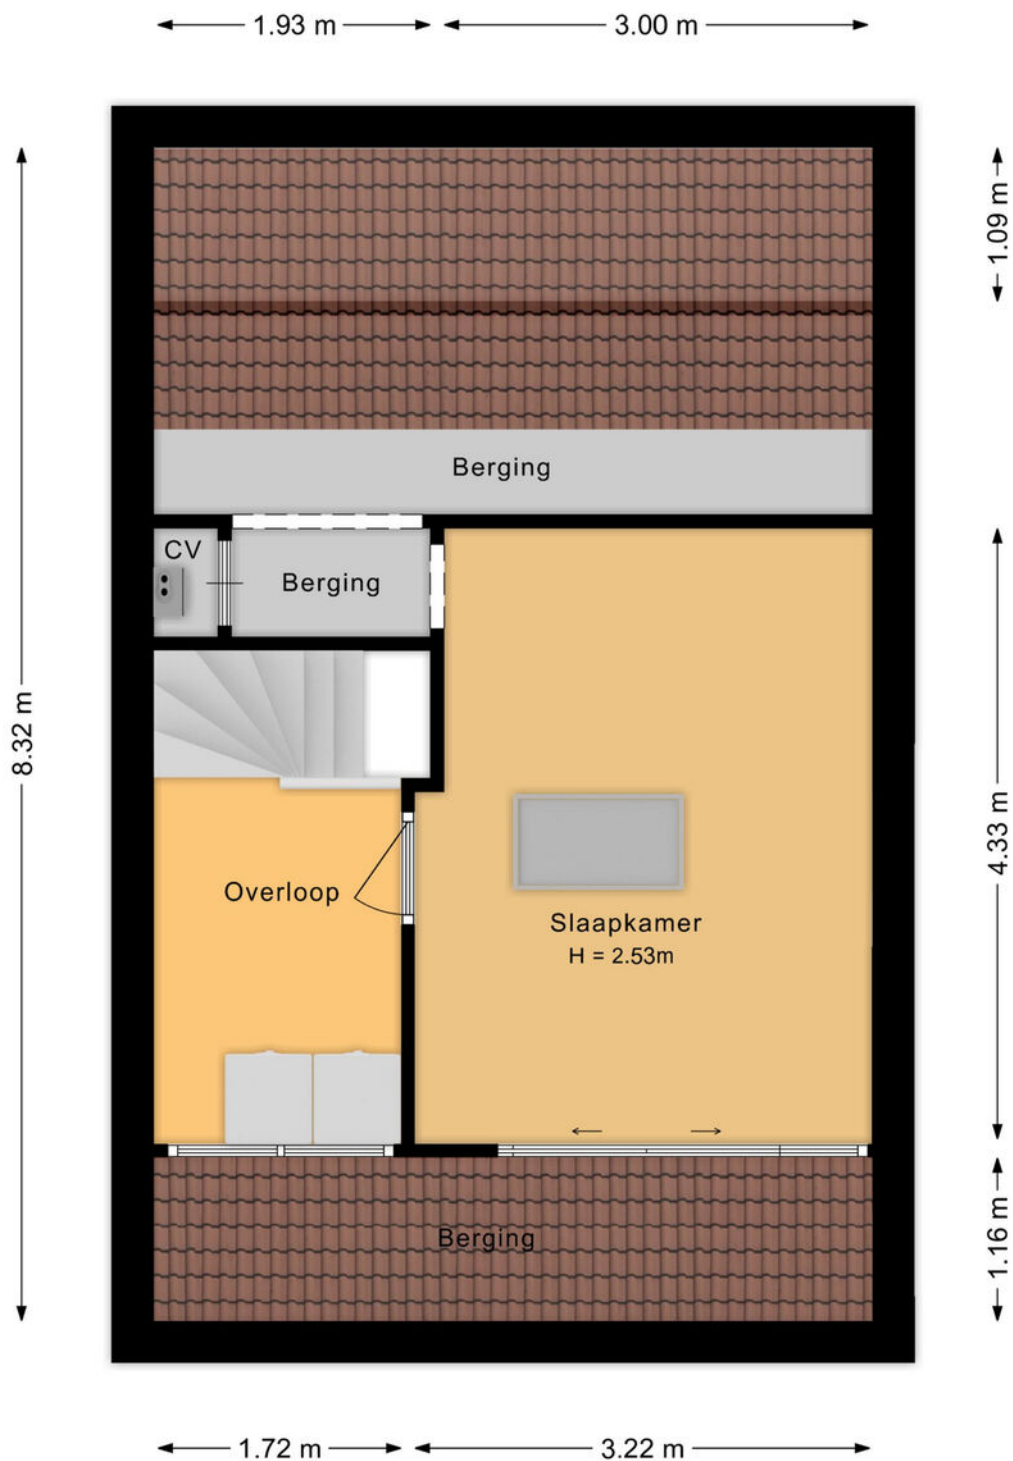 1.93 m
3.00 m
1.09 m
Berging
CV
Berging
8.32 m
4.33 m
Overloop
Slaapkamer
H = 2.53m
1.16 m
Berging
1.72 m
3.22 m